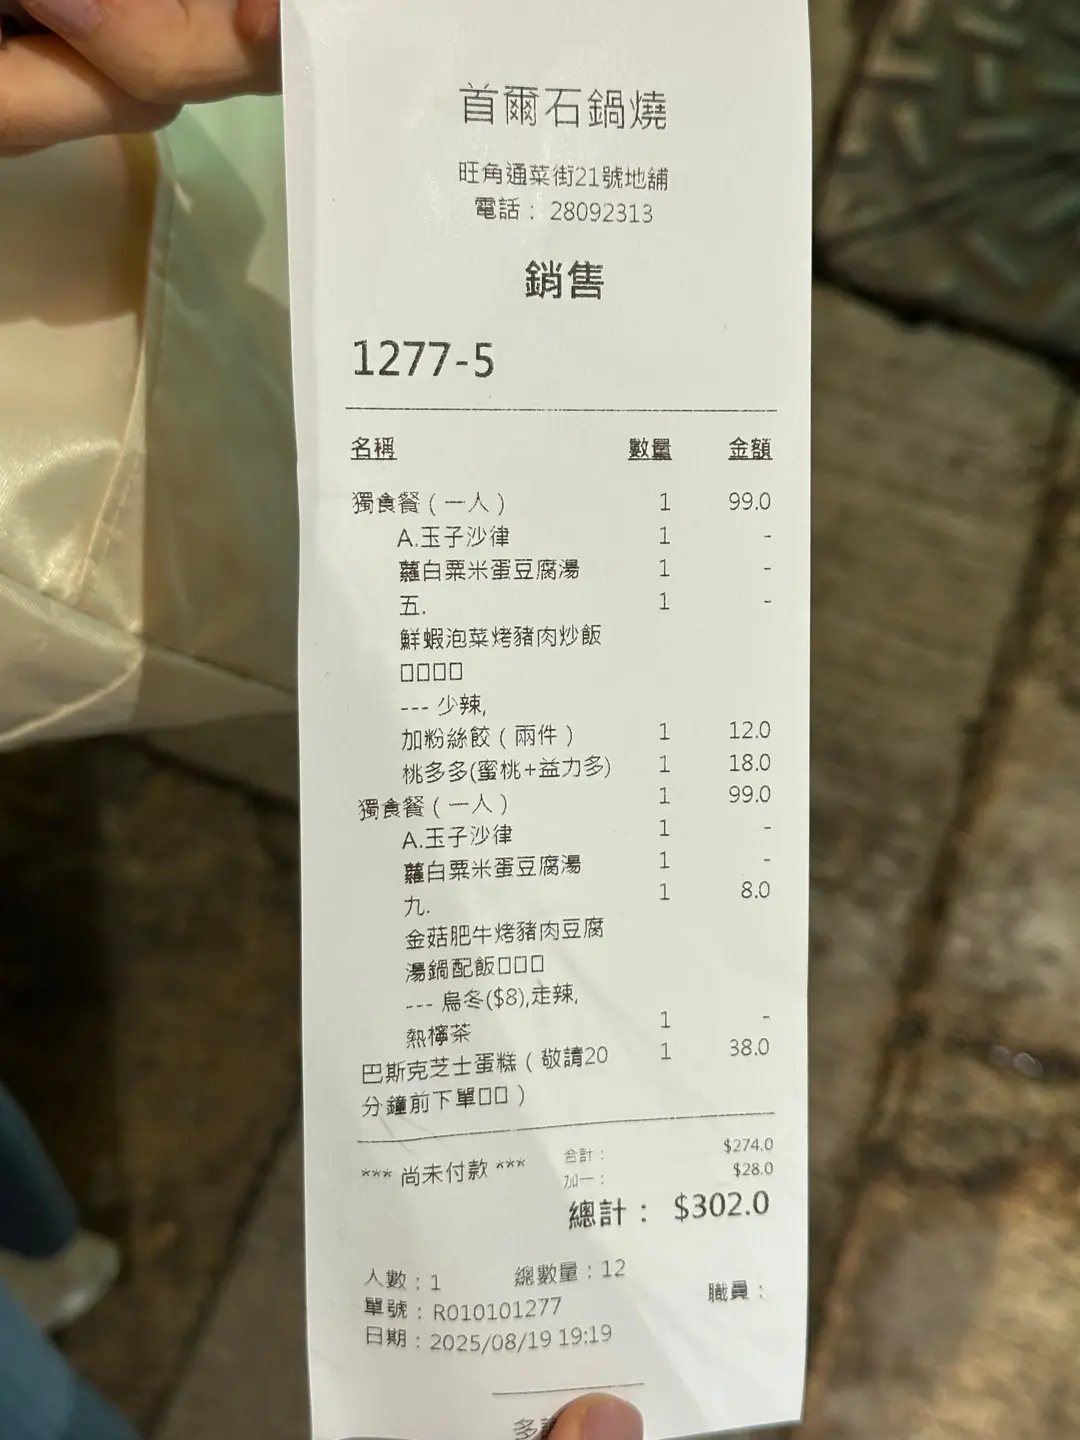 首爾石鍋燒
旺角通菜街21號地舖
電話： 28092313
銷售
1277-5
名稱 數量 金額
獨食餐（一人） 1 99.0
A.玉子沙律 1 -
蘿白粟米蛋豆腐湯 1 -
五. 1 -
鮮蝦泡菜烤豬肉炒飯
□□□□
--- 少辣,
加粉絲餃（兩件） 1 12.0
桃多多(蜜桃+益力多) 1 18.0
獨食餐（一人） 1 99.0
A.玉子沙律 1 -
蘿白粟米蛋豆腐湯 1 -
九. 1 8.0
金菇肥牛烤豬肉豆腐
湯鍋配飯□□□
--- 烏冬($8),走辣,
熱檸茶 1 -
巴斯克芝士蛋糕（敬請20 1 38.0
分鐘前下單□□）
合計： $274.0
*** 尚未付款 *** 加一： $28.0
總計： $302.0
人數：1 總數量：12
單號：R010101277 職員：
日期：2025/08/19 19:19
多